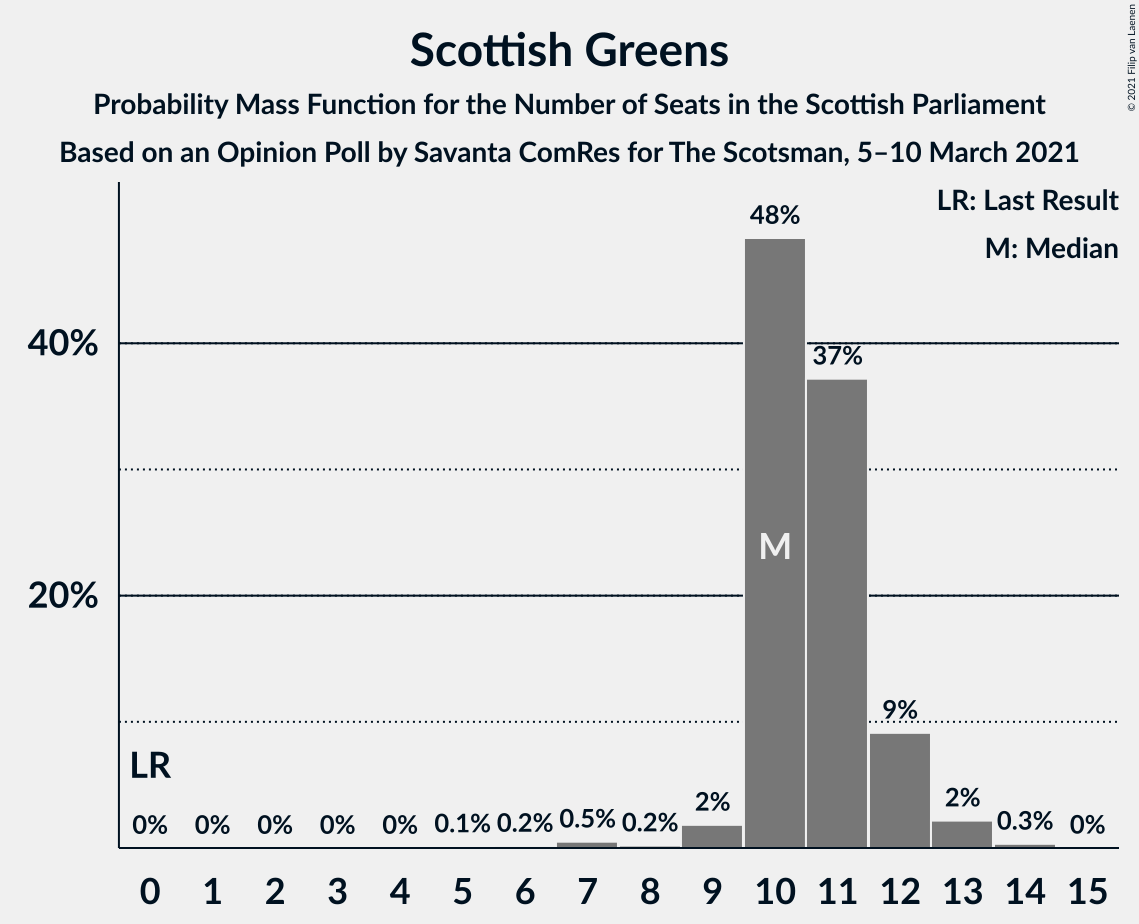 Scottish Greens
Probability Mass Function for the Number of Seats in the Scottish Parliament
Based on an Opinion Poll by Savanta ComRes for The Scotsman, 5–10 March 2021
© 2021 Filip van Laenen
LR: Last Result
M: Median
40%
20%
48%
37%
M
9%
LR
0% 0% 0% 0% 0% 0.1% 0.2% 0.5% 0.2% 2% 2% 0.3% 0%
0 1 2 3 4 5 6 7 8 9 10 11 12 13 14 15